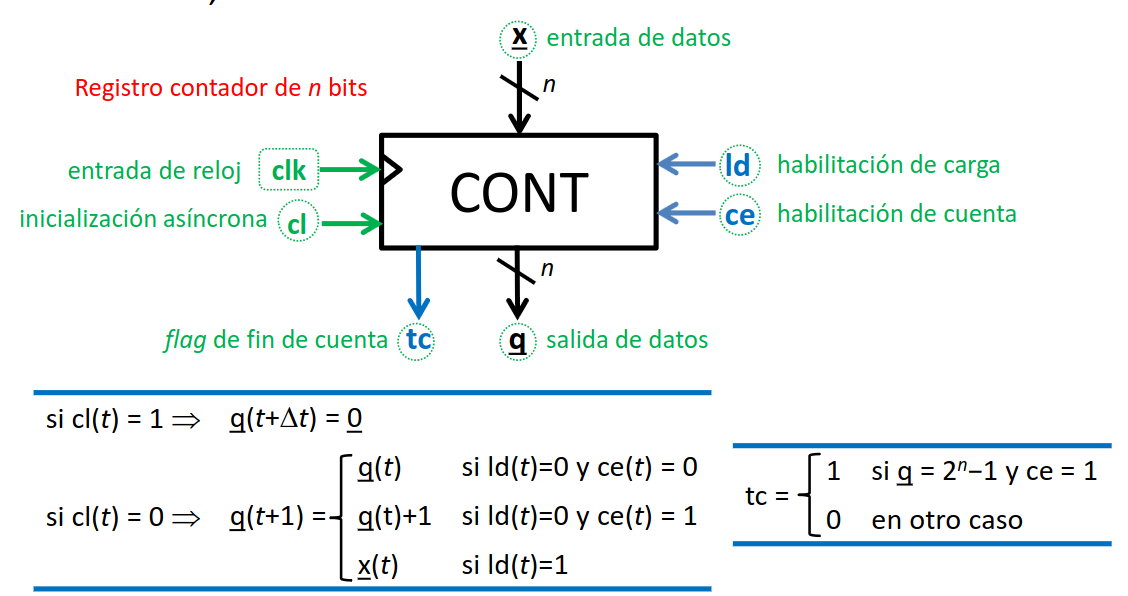 x entrada de datos
Registro contador de n bits
n
entrada de reloj clk
CONT
ld habilitación de carga
inicialización asíncrona cl
ce habilitación de cuenta
n
flag de fin de cuenta tc
q salida de datos
si cl(t) = 1 ⇒ q(t+Δt) = 0
q(t) si ld(t)=0 y ce(t) = 0
si cl(t) = 0 ⇒ q(t+1) = q(t)+1 si ld(t)=0 y ce(t) = 1
x(t) si ld(t)=1
1 si q = 2ⁿ−1 y ce = 1
tc =
0 en otro caso